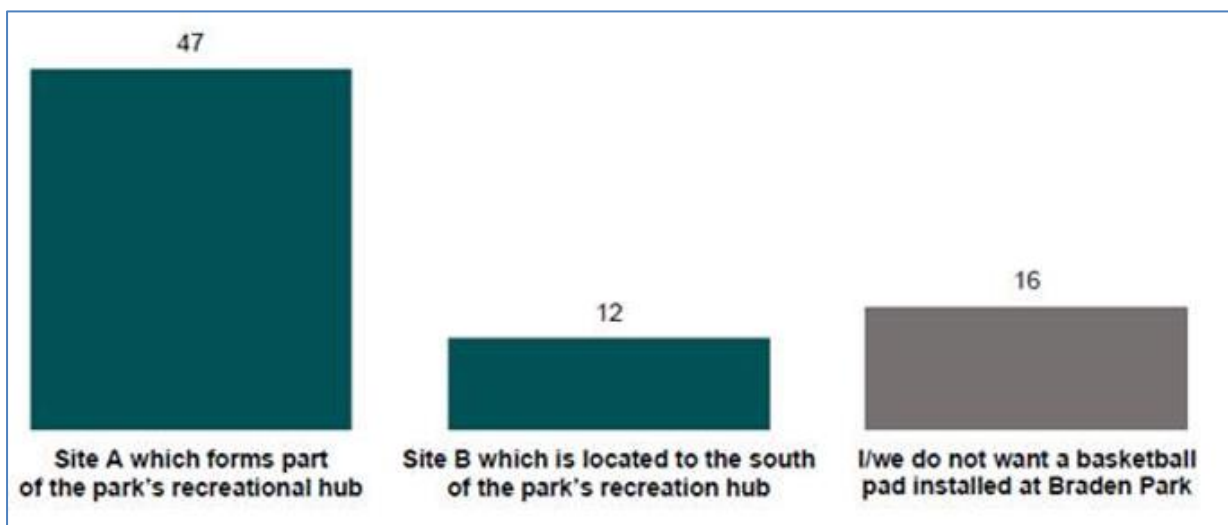 47
12
16
Site A which forms part
of the park's recreational hub
Site B which is located to the south
of the park's recreation hub
I/we do not want a basketball
pad installed at Braden Park